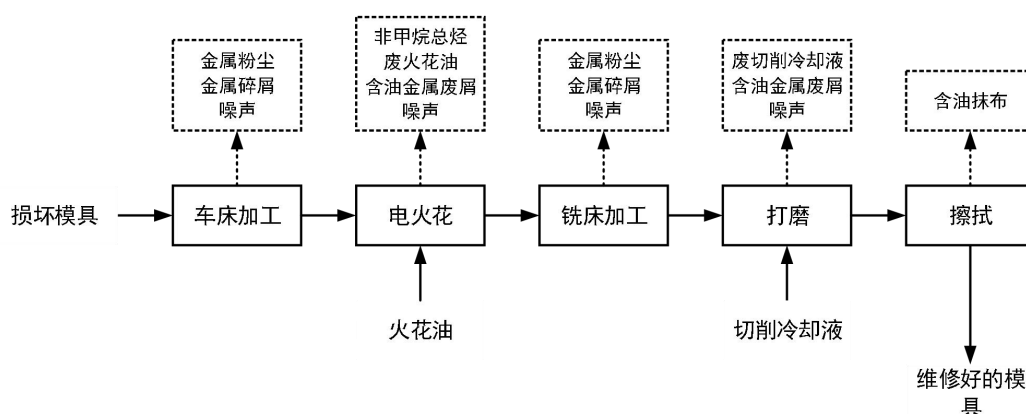 金属粉尘
金属碎屑
噪声
非甲烷总烃
废火花油
含油金属废屑
噪声
金属粉尘
金属碎屑
噪声
废切削冷却液
含油金属废屑
噪声
含油抹布
损坏模具
车床加工
电火花
铣床加工
打磨
擦拭
火花油
切削冷却液
维修好的模
具